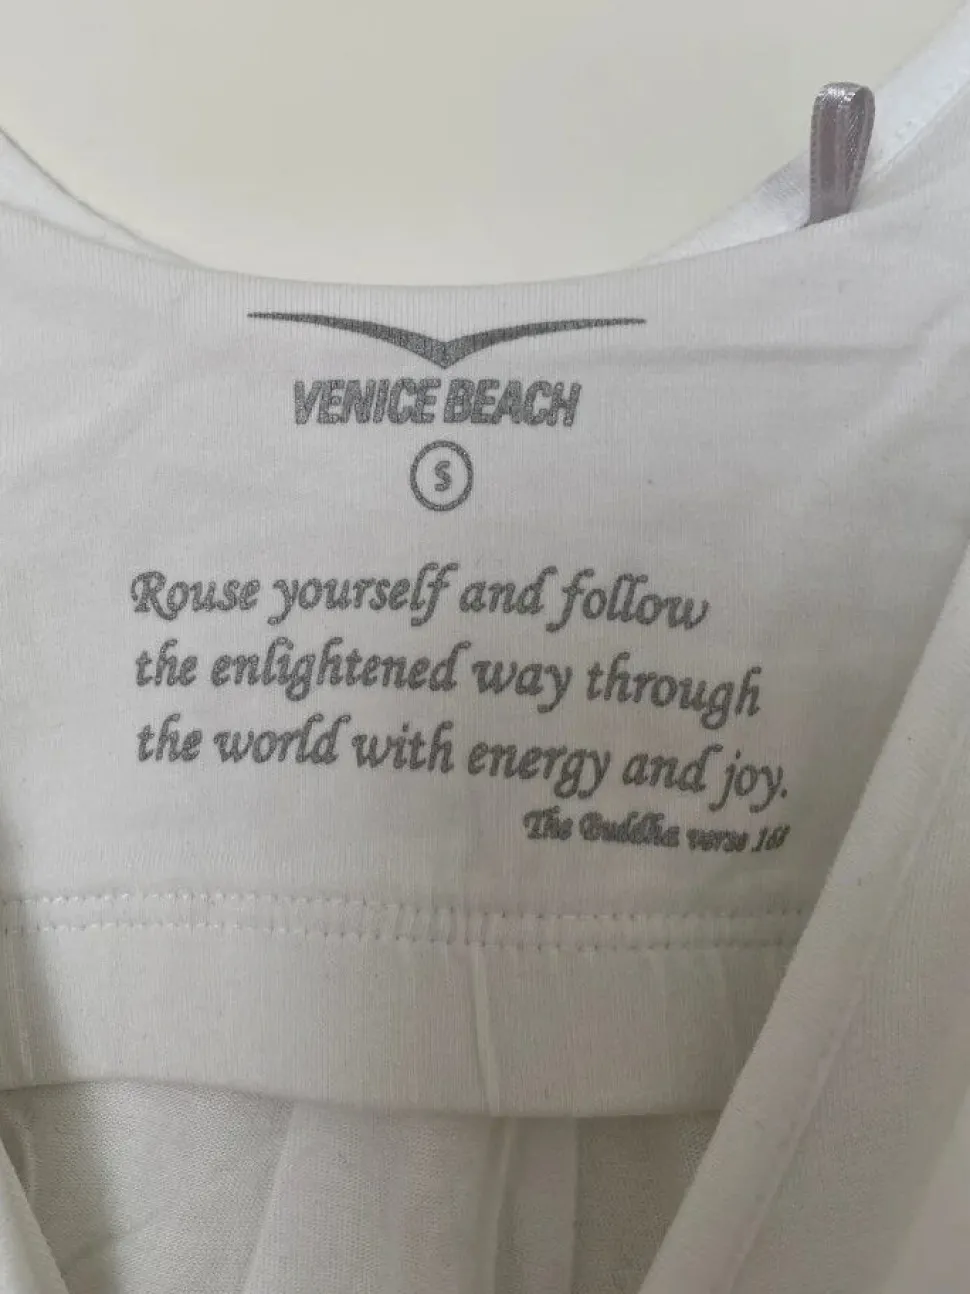 VENICE BEACH
S
Rouse yourself and follow
the enlightened way through
the world with energy and joy.
The Buddha verse